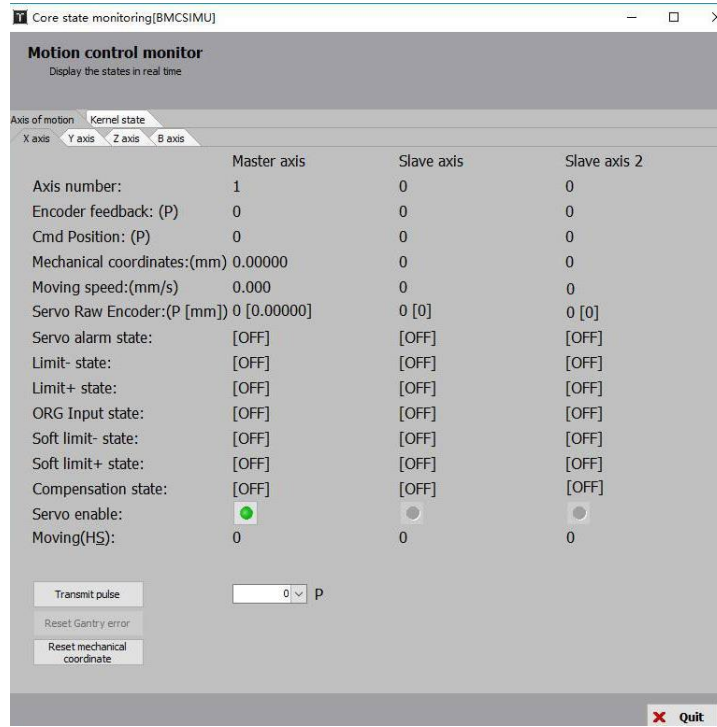 Core state monitoring[BMCSIMU]
Motion control monitor
Display the states in real time
Axis of motion Kernel state
X axis Y axis Z axis B axis
Master axis Slave axis Slave axis 2
Axis number: 1 0 0
Encoder feedback: (P) 0 0 0
Cmd Position: (P) 0 0 0
Mechanical coordinates:(mm) 0.00000 0 0
Moving speed:(mm/s) 0.000 0 0
Servo Raw Encoder:(P [mm]) 0 [0.00000] 0 [0] 0 [0]
Servo alarm state: [OFF] [OFF] [OFF]
Limit- state: [OFF] [OFF] [OFF]
Limit+ state: [OFF] [OFF] [OFF]
ORG Input state: [OFF] [OFF] [OFF]
Soft limit- state: [OFF] [OFF] [OFF]
Soft limit+ state: [OFF] [OFF] [OFF]
Compensation state: [OFF] [OFF] [OFF]
Servo enable:
Moving(HS): 0 0 0
Transmit pulse 0 P
Reset Gantry error
Reset mechanical
coordinate
Quit